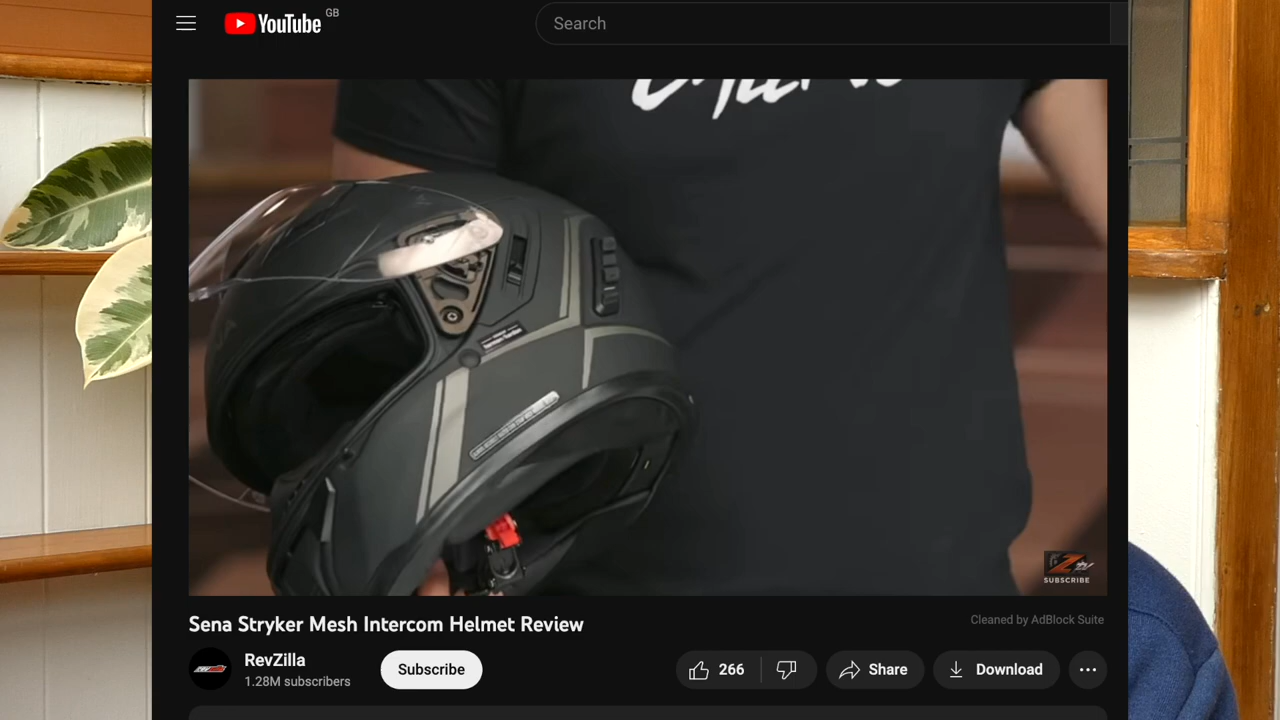 YouTube GB
Search
SUBSCRIBE
Sena Stryker Mesh Intercom Helmet Review
Cleaned by AdBlock Suite
RevZilla
1.28M subscribers
Subscribe
266
Share
Download